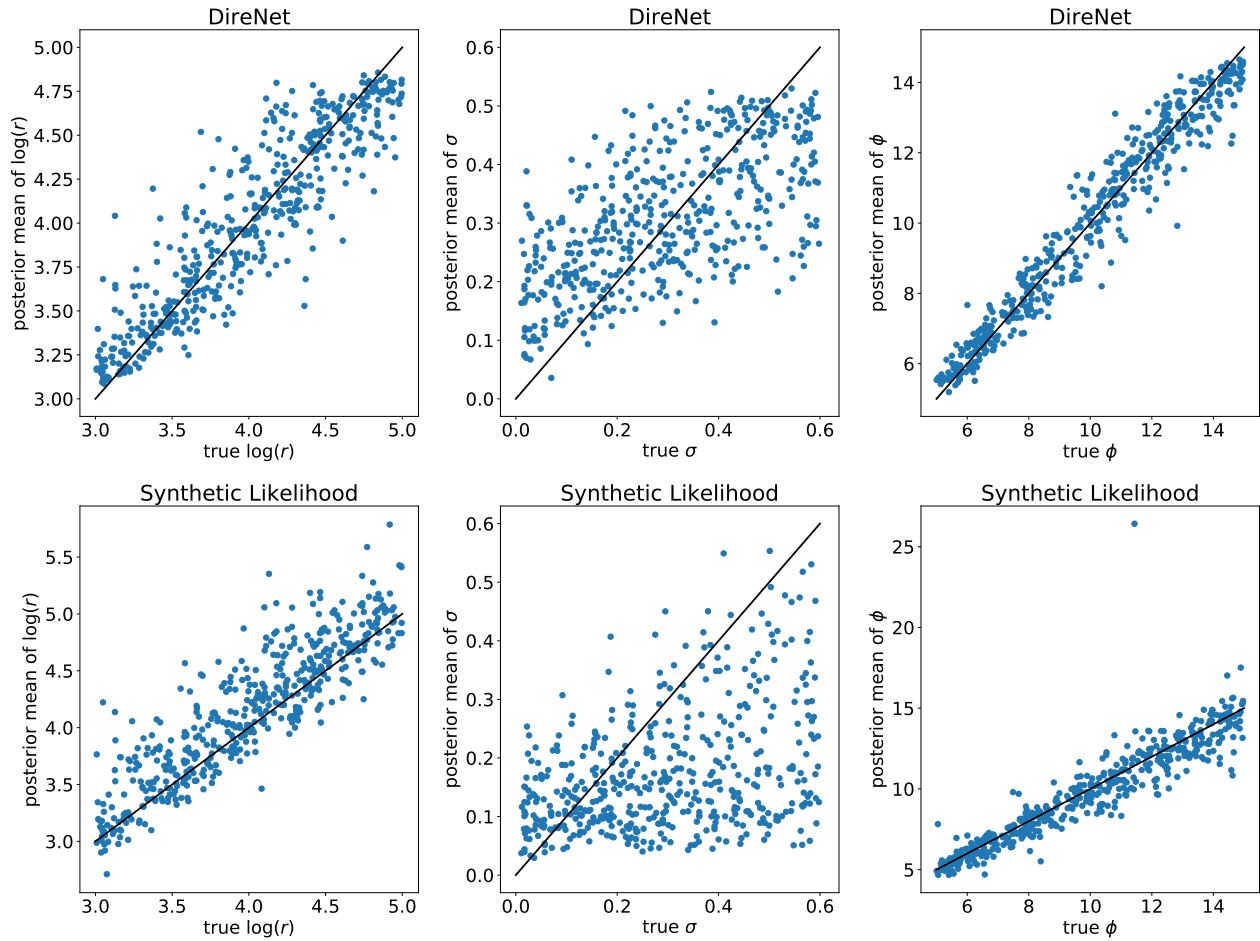 DireNet
5.00
4.75
4.50
4.25
4.00
3.75
3.50
3.25
3.00
posterior mean of log(r)
3.0 3.5 4.0 4.5 5.0
true log(r)
DireNet
0.6
0.5
0.4
0.3
0.2
0.1
0.0
posterior mean of σ
0.0 0.2 0.4 0.6
true σ
DireNet
14
12
10
8
6
posterior mean of ϕ
6 8 10 12 14
true ϕ
Synthetic Likelihood
5.5
5.0
4.5
4.0
3.5
3.0
posterior mean of log(r)
3.0 3.5 4.0 4.5 5.0
true log(r)
Synthetic Likelihood
0.6
0.5
0.4
0.3
0.2
0.1
0.0
posterior mean of σ
0.0 0.2 0.4 0.6
true σ
Synthetic Likelihood
25
20
15
10
5
posterior mean of ϕ
6 8 10 12 14
true ϕ